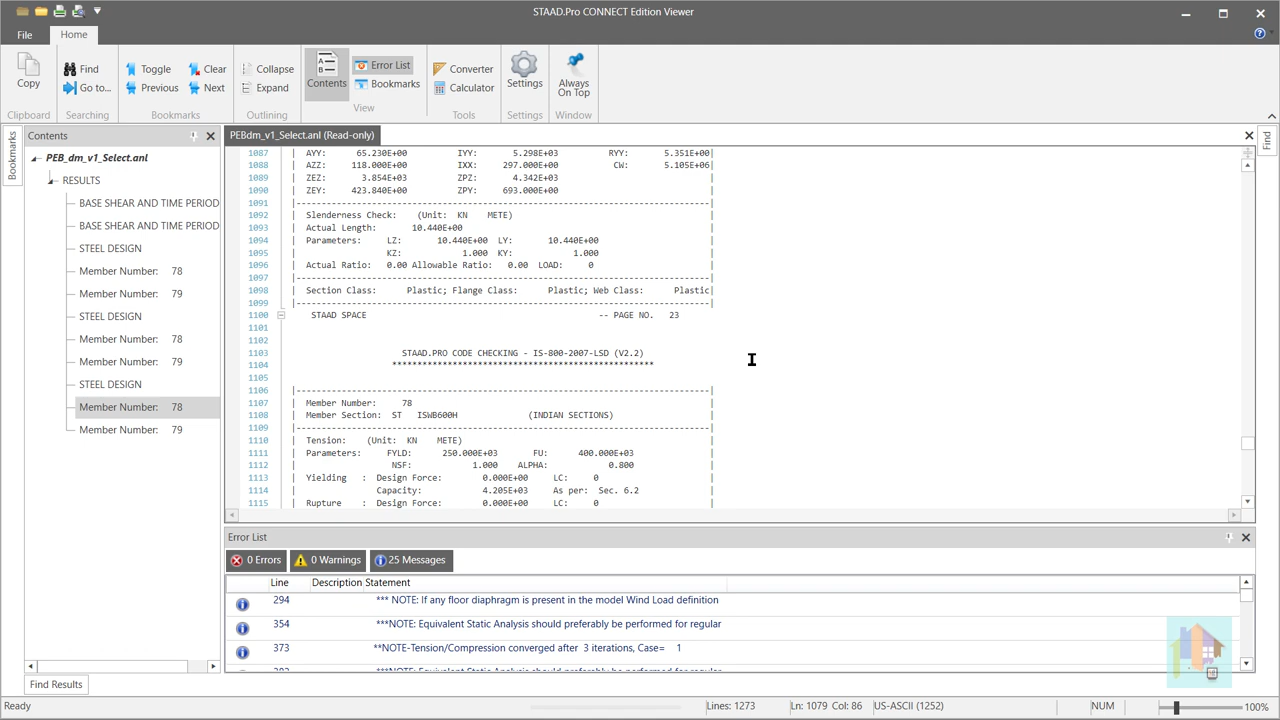 STAAD.Pro CONNECT Edition Viewer
File
Home
Copy
Find
Go to...
Toggle
Previous
Clear
Next
Collapse
Expand
Contents
Error List
Bookmarks
Converter
Calculator
Settings
Always
On Top
Clipboard
Searching
Bookmarks
Outlining
View
Tools
Settings
Window
Bookmarks
Contents
PEB_dm_v1_Select.anl
RESULTS
BASE SHEAR AND TIME PERIOD
BASE SHEAR AND TIME PERIOD
STEEL DESIGN
Member Number: 78
Member Number: 79
STEEL DESIGN
Member Number: 78
Member Number: 79
STEEL DESIGN
Member Number: 78
Member Number: 79
PEBdm_v1_Select.anl (Read-only)
Find
1087 | AYY: 65.230E+00 IYY: 5.298E+03 RYY: 5.351E+00|
1088 | AZZ: 118.000E+00 IXX: 297.000E+00 CW: 5.105E+06|
1089 | ZEZ: 3.854E+03 ZPZ: 4.342E+03 |
1090 | ZEY: 423.840E+00 ZPY: 693.000E+00 |
1091 |-----------------------------------------------------------------------|
1092 | Slenderness Check: (Unit: KN METE) |
1093 | Actual Length: 10.440E+00 |
1094 | Parameters: LZ: 10.440E+00 LY: 10.440E+00 |
1095 | KZ: 1.000 KY: 1.000 |
1096 | Actual Ratio: 0.00 Allowable Ratio: 0.00 LOAD: 0 |
1097 |-----------------------------------------------------------------------|
1098 | Section Class: Plastic; Flange Class: Plastic; Web Class: Plastic|
1099 |-----------------------------------------------------------------------|
1100 STAAD SPACE -- PAGE NO. 23
1101
1102
1103 STAAD.PRO CODE CHECKING - IS-800-2007-LSD (V2.2)
1104 *********************************************
1105
1106 |-----------------------------------------------------------------------|
1107 | Member Number: 78 |
1108 | Member Section: ST ISWB600H (INDIAN SECTIONS) |
1109 |-----------------------------------------------------------------------|
1110 | Tension: (Unit: KN METE) |
1111 | Parameters: FYLD: 250.000E+03 FU: 400.000E+03 |
1112 | NSF: 1.000 ALPHA: 0.800 |
1113 | Yielding : Design Force: 0.000E+00 LC: 0 |
1114 | Capacity: 4.205E+03 As per: Sec. 6.2 |
1115 | Rupture : Design Force: 0.000E+00 LC: 0 |
Error List
0 Errors
0 Warnings
25 Messages
Line Description Statement
294 *** NOTE: If any floor diaphragm is present in the model Wind Load definition
354 ***NOTE: Equivalent Static Analysis should preferably be performed for regular
373 **NOTE-Tension/Compression converged after 3 iterations, Case= 1
Find Results
Ready
Lines: 1273
Ln: 1079 Col: 86
US-ASCII (1252)
NUM
100%